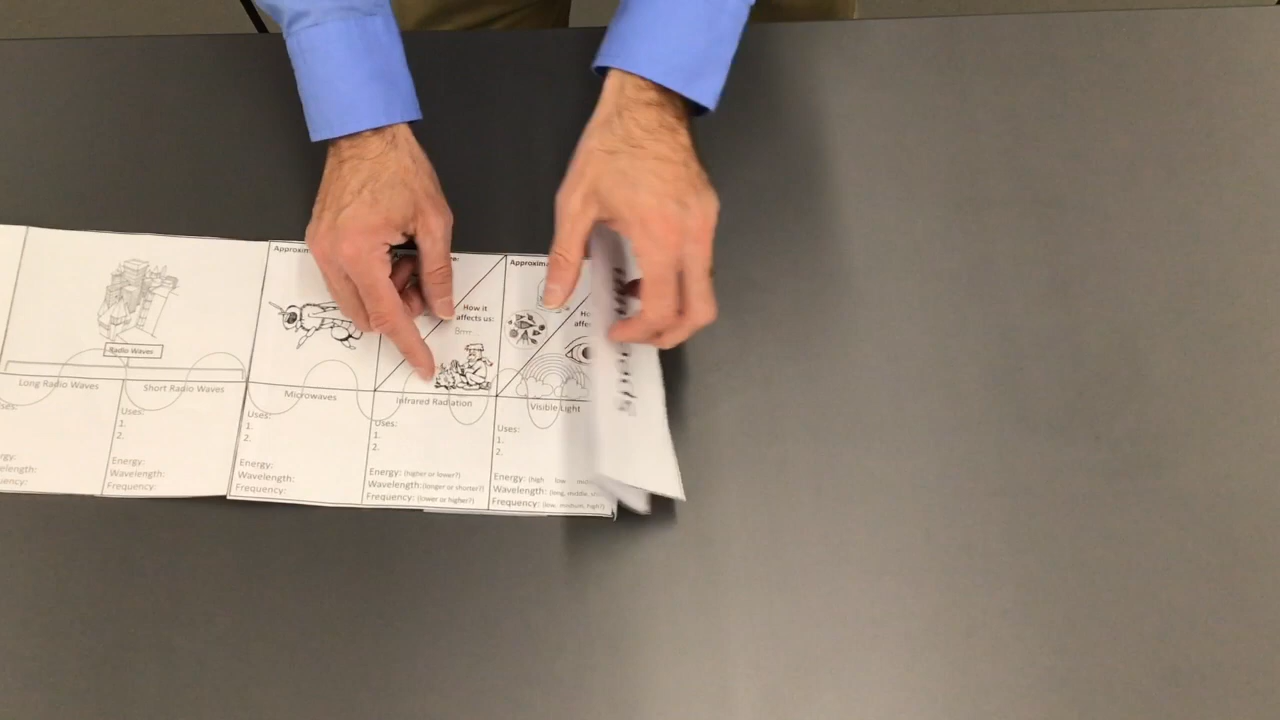 Approxim
Approxim
How it
affects us:
Brrr
Radio Waves
Long Radio Waves
Short Radio Waves
Microwaves
Infrared Radiation
Visible Light
Uses:
1.
2.
Energy:
Wavelength:
Frequency:
Uses:
1.
2.
Energy:
Wavelength:
Frequency:
Uses:
1.
2.
Energy: (higher or lower?)
Wavelength:(longer or shorter?)
Frequency: (lower or higher?)
Uses:
1.
2.
Energy: (high low
Wavelength: (long, middle,
Frequency: (low, medium, high?)